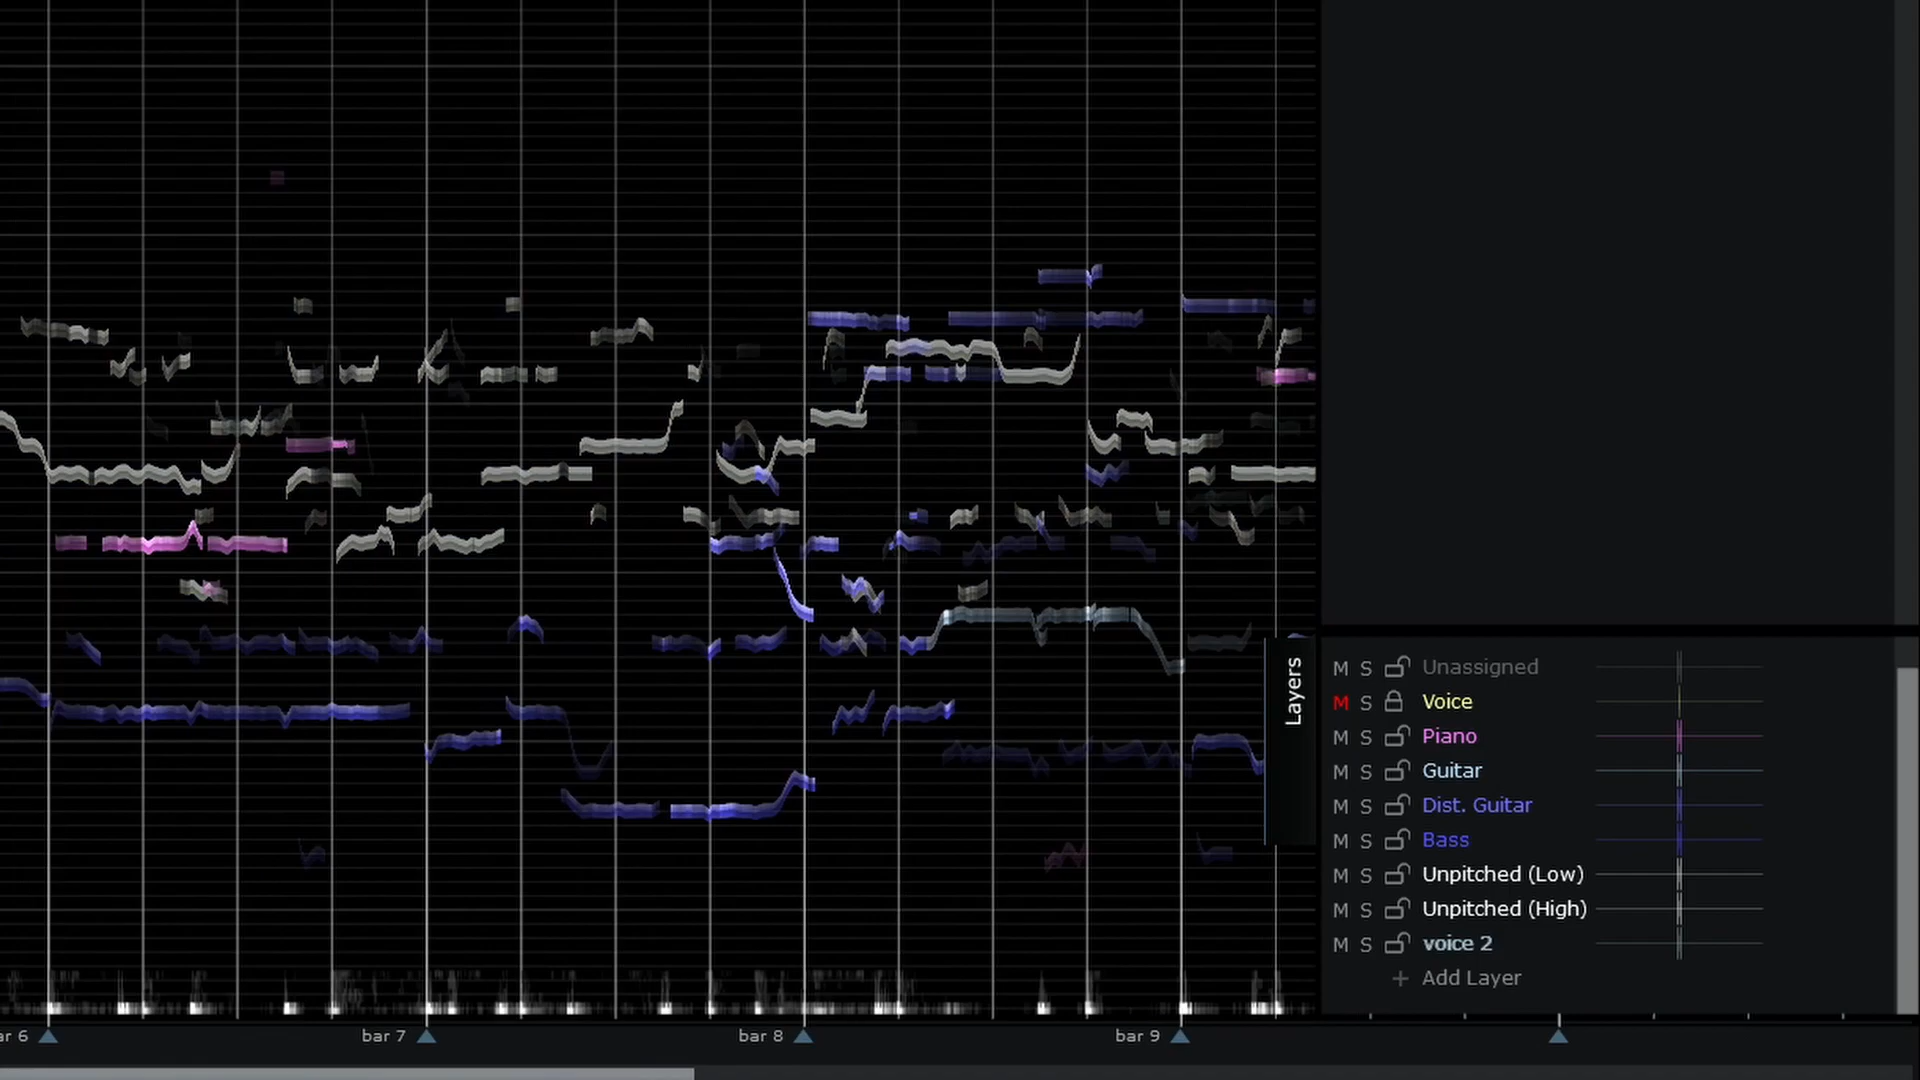 Layers
M S Unassigned
M S Voice
M S Piano
M S Guitar
M S Dist. Guitar
M S Bass
M S Unpitched (Low)
M S Unpitched (High)
M S voice 2
+ Add Layer
ar 6 bar 7 bar 8 bar 9